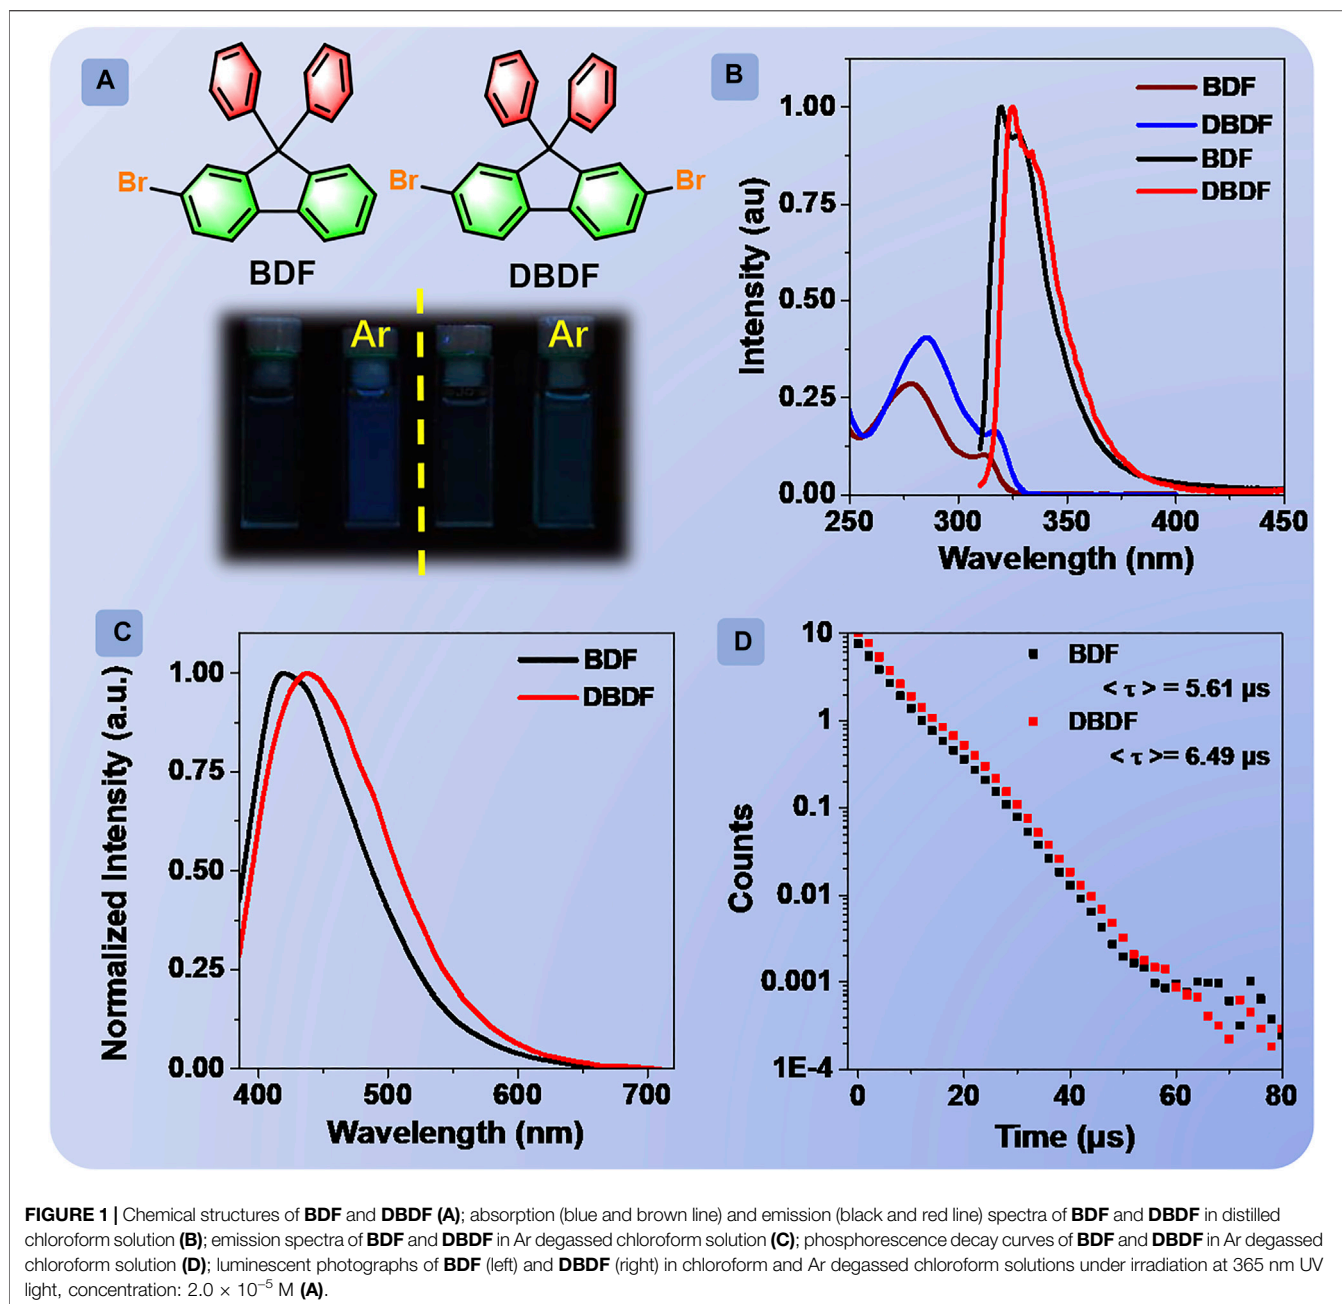 A
Br
BDF
Br
Br
DBDF
Ar
Ar
B
BDF
DBDF
BDF
DBDF
1.00
0.75
0.50
0.25
0.00
Intensity (au)
250
300
350
400
450
Wavelength (nm)
C
BDF
DBDF
1.00
0.75
0.50
0.25
0.00
Normalized Intensity (a.u.)
400
500
600
700
Wavelength (nm)
D
BDF
< τ > = 5.61 μs
DBDF
< τ >= 6.49 μs
10
1
0.1
0.01
0.001
1E-4
Counts
0
20
40
60
80
Time (μs)
FIGURE 1 | Chemical structures of BDF and DBDF (A); absorption (blue and brown line) and emission (black and red line) spectra of BDF and DBDF in distilled
chloroform solution (B); emission spectra of BDF and DBDF in Ar degassed chloroform solution (C); phosphorescence decay curves of BDF and DBDF in Ar degassed
chloroform solution (D); luminescent photographs of BDF (left) and DBDF (right) in chloroform and Ar degassed chloroform solutions under irradiation at 365 nm UV
light, concentration: 2.0 × 10⁻⁵ M (A).